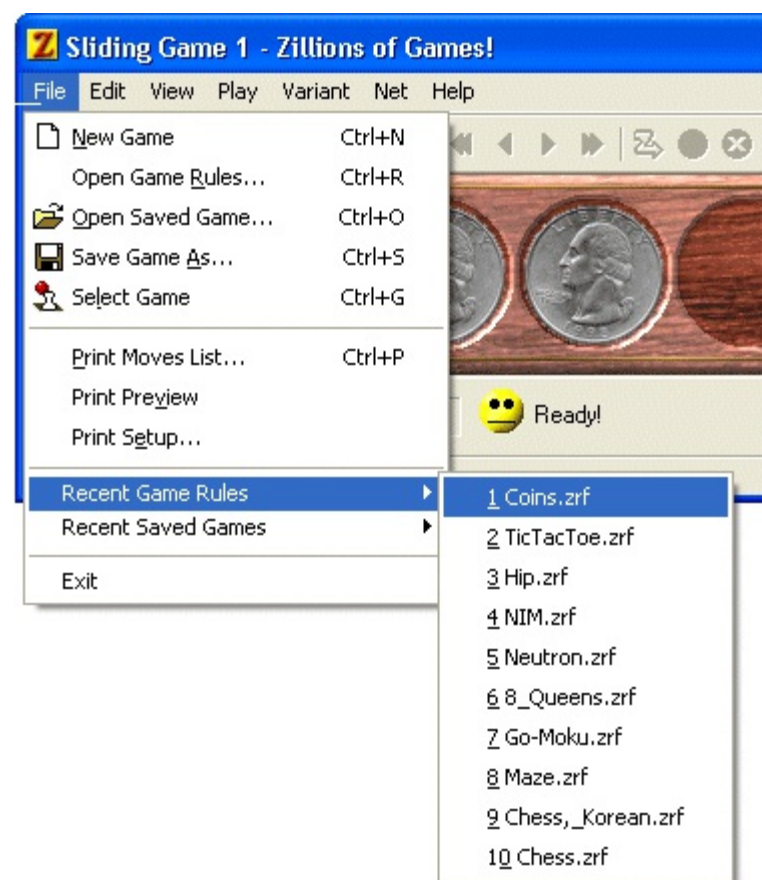 Sliding Game 1 - Zillions of Games!
File Edit View Play Variant Net Help
New Game Ctrl+N
Open Game Rules... Ctrl+R
Open Saved Game... Ctrl+O
Save Game As... Ctrl+S
Select Game Ctrl+G
LIBERTY
Print Moves List... Ctrl+P
Print Preview
Print Setup...
Ready!
Recent Game Rules
Recent Saved Games
Exit
1 Coins.zrf
2 TicTacToe.zrf
3 Hip.zrf
4 NIM.zrf
5 Neutron.zrf
6 8_Queens.zrf
7 Go-Moku.zrf
8 Maze.zrf
9 Chess,_Korean.zrf
10 Chess.zrf